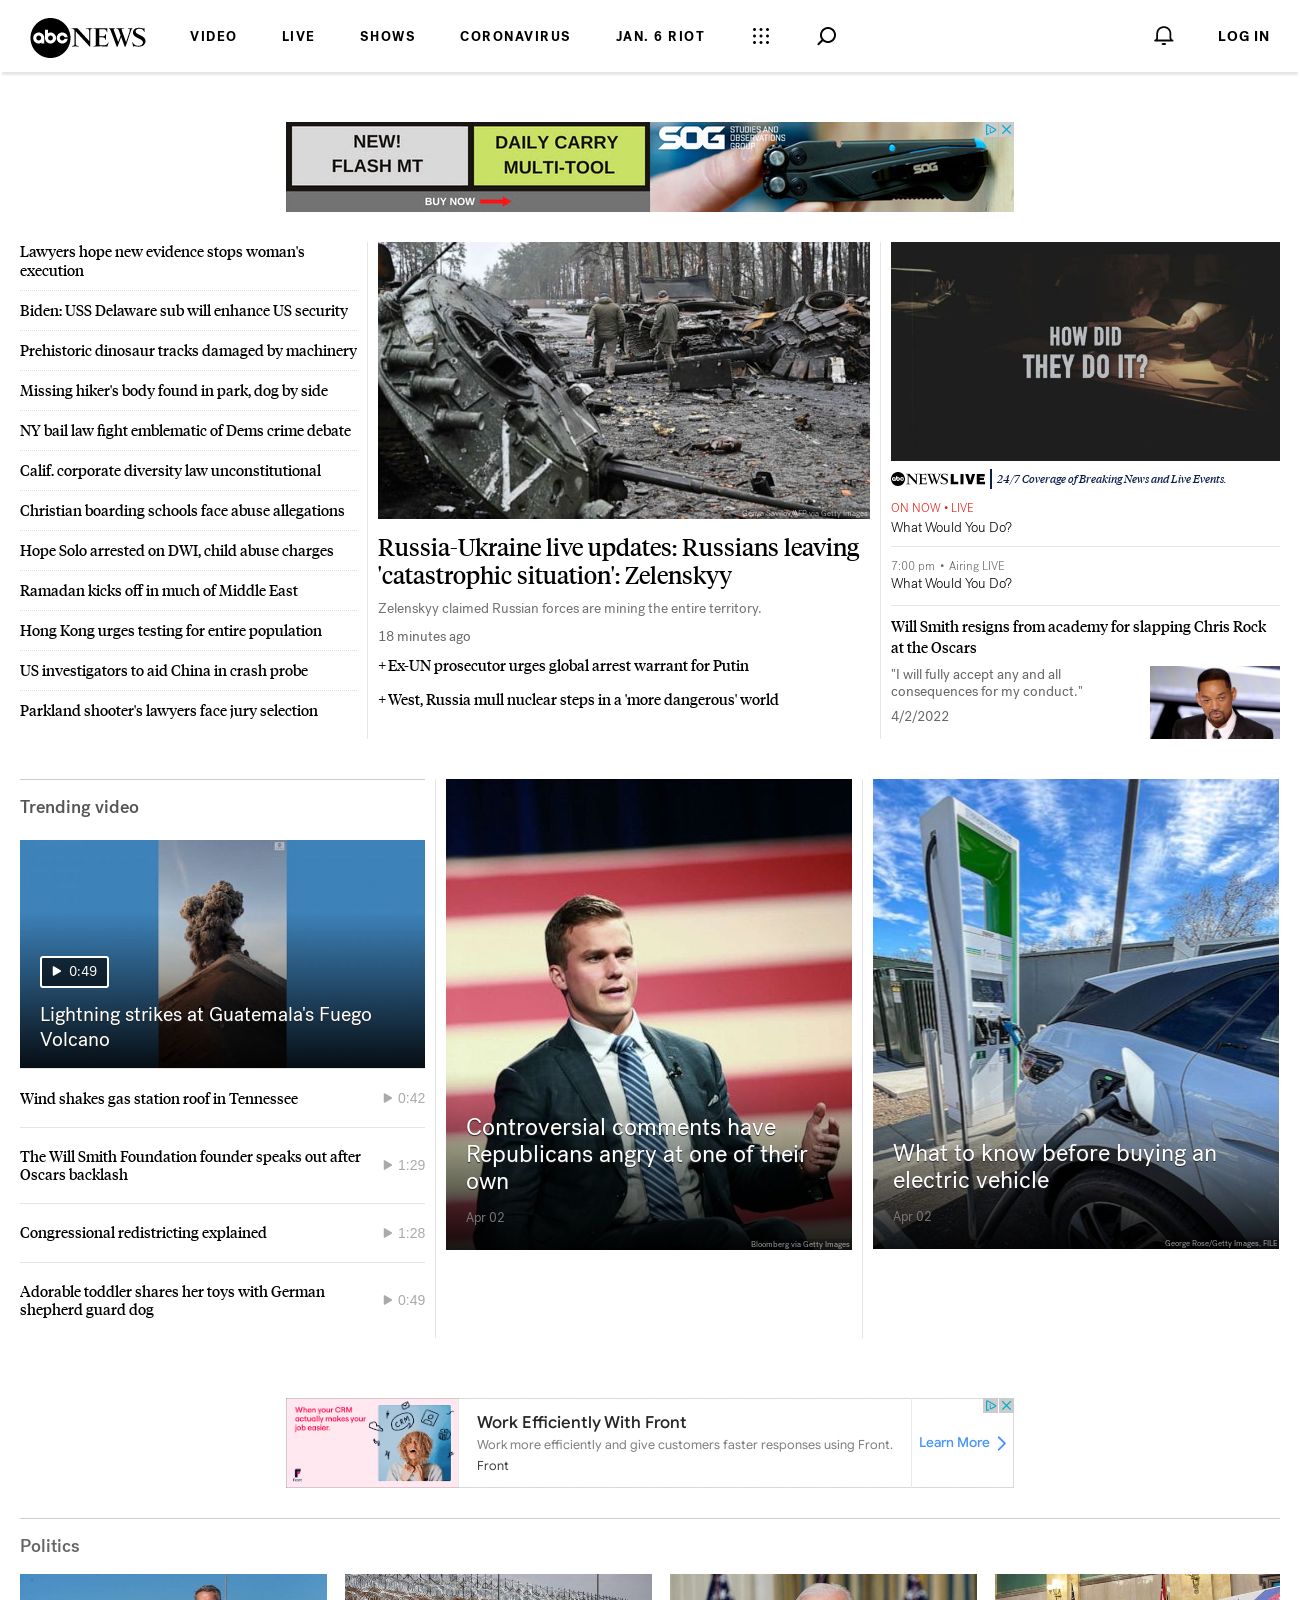 abc NEWS
VIDEO
LIVE
SHOWS
CORONAVIRUS
JAN. 6 RIOT
LOG IN
NEW!
FLASH MT
DAILY CARRY
MULTI-TOOL
BUY NOW
SOG
STUDIES AND
OBSERVATIONS
GROUP
SOG
Lawyers hope new evidence stops woman's
execution
Biden: USS Delaware sub will enhance US security
Prehistoric dinosaur tracks damaged by machinery
Missing hiker's body found in park, dog by side
NY bail law fight emblematic of Dems crime debate
Calif. corporate diversity law unconstitutional
Christian boarding schools face abuse allegations
Hope Solo arrested on DWI, child abuse charges
Ramadan kicks off in much of Middle East
Hong Kong urges testing for entire population
US investigators to aid China in crash probe
Parkland shooter's lawyers face jury selection
Genya Savilov/AFP via Getty Images
Russia-Ukraine live updates: Russians leaving
'catastrophic situation': Zelenskyy
Zelenskyy claimed Russian forces are mining the entire territory.
18 minutes ago
+ Ex-UN prosecutor urges global arrest warrant for Putin
+ West, Russia mull nuclear steps in a 'more dangerous' world
HOW DID
THEY DO IT?
abc NEWS LIVE
24/7 Coverage of Breaking News and Live Events.
ON NOW • LIVE
What Would You Do?
7:00 pm • Airing LIVE
What Would You Do?
Will Smith resigns from academy for slapping Chris Rock
at the Oscars
"I will fully accept any and all
consequences for my conduct."
4/2/2022
Trending video
0:49
Lightning strikes at Guatemala's Fuego
Volcano
Wind shakes gas station roof in Tennessee
0:42
The Will Smith Foundation founder speaks out after
Oscars backlash
1:29
Congressional redistricting explained
1:28
Adorable toddler shares her toys with German
shepherd guard dog
0:49
Controversial comments have
Republicans angry at one of their
own
Apr 02
Bloomberg via Getty Images
What to know before buying an
electric vehicle
Apr 02
George Rose/Getty Images, FILE
When your CRM
actually makes your
job easier.
CRM
Front
Work Efficiently With Front
Work more efficiently and give customers faster responses using Front.
Front
Learn More
Politics